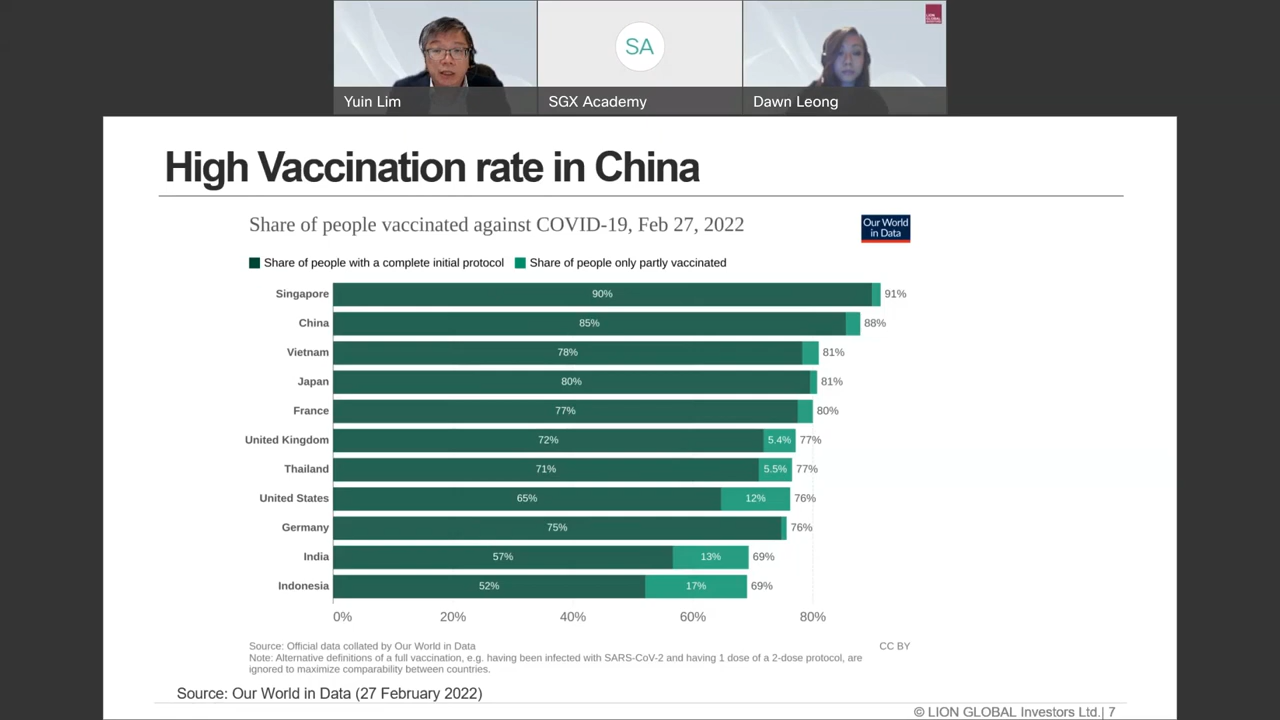 LION
GLOBAL
INVESTORS
SA
Yuin Lim
SGX Academy
Dawn Leong
High Vaccination rate in China
Share of people vaccinated against COVID-19, Feb 27, 2022
Our World
in Data
Share of people with a complete initial protocol
Share of people only partly vaccinated
Singapore 90% 91%
China 85% 88%
Vietnam 78% 81%
Japan 80% 81%
France 77% 80%
United Kingdom 72% 5.4% 77%
Thailand 71% 5.5% 77%
United States 65% 12% 76%
Germany 75% 76%
India 57% 13% 69%
Indonesia 52% 17% 69%
0% 20% 40% 60% 80%
Source: Official data collated by Our World in Data
CC BY
Note: Alternative definitions of a full vaccination, e.g. having been infected with SARS-CoV-2 and having 1 dose of a 2-dose protocol, are
ignored to maximize comparability between countries.
Source: Our World in Data (27 February 2022)
© LION GLOBAL Investors Ltd.| 7